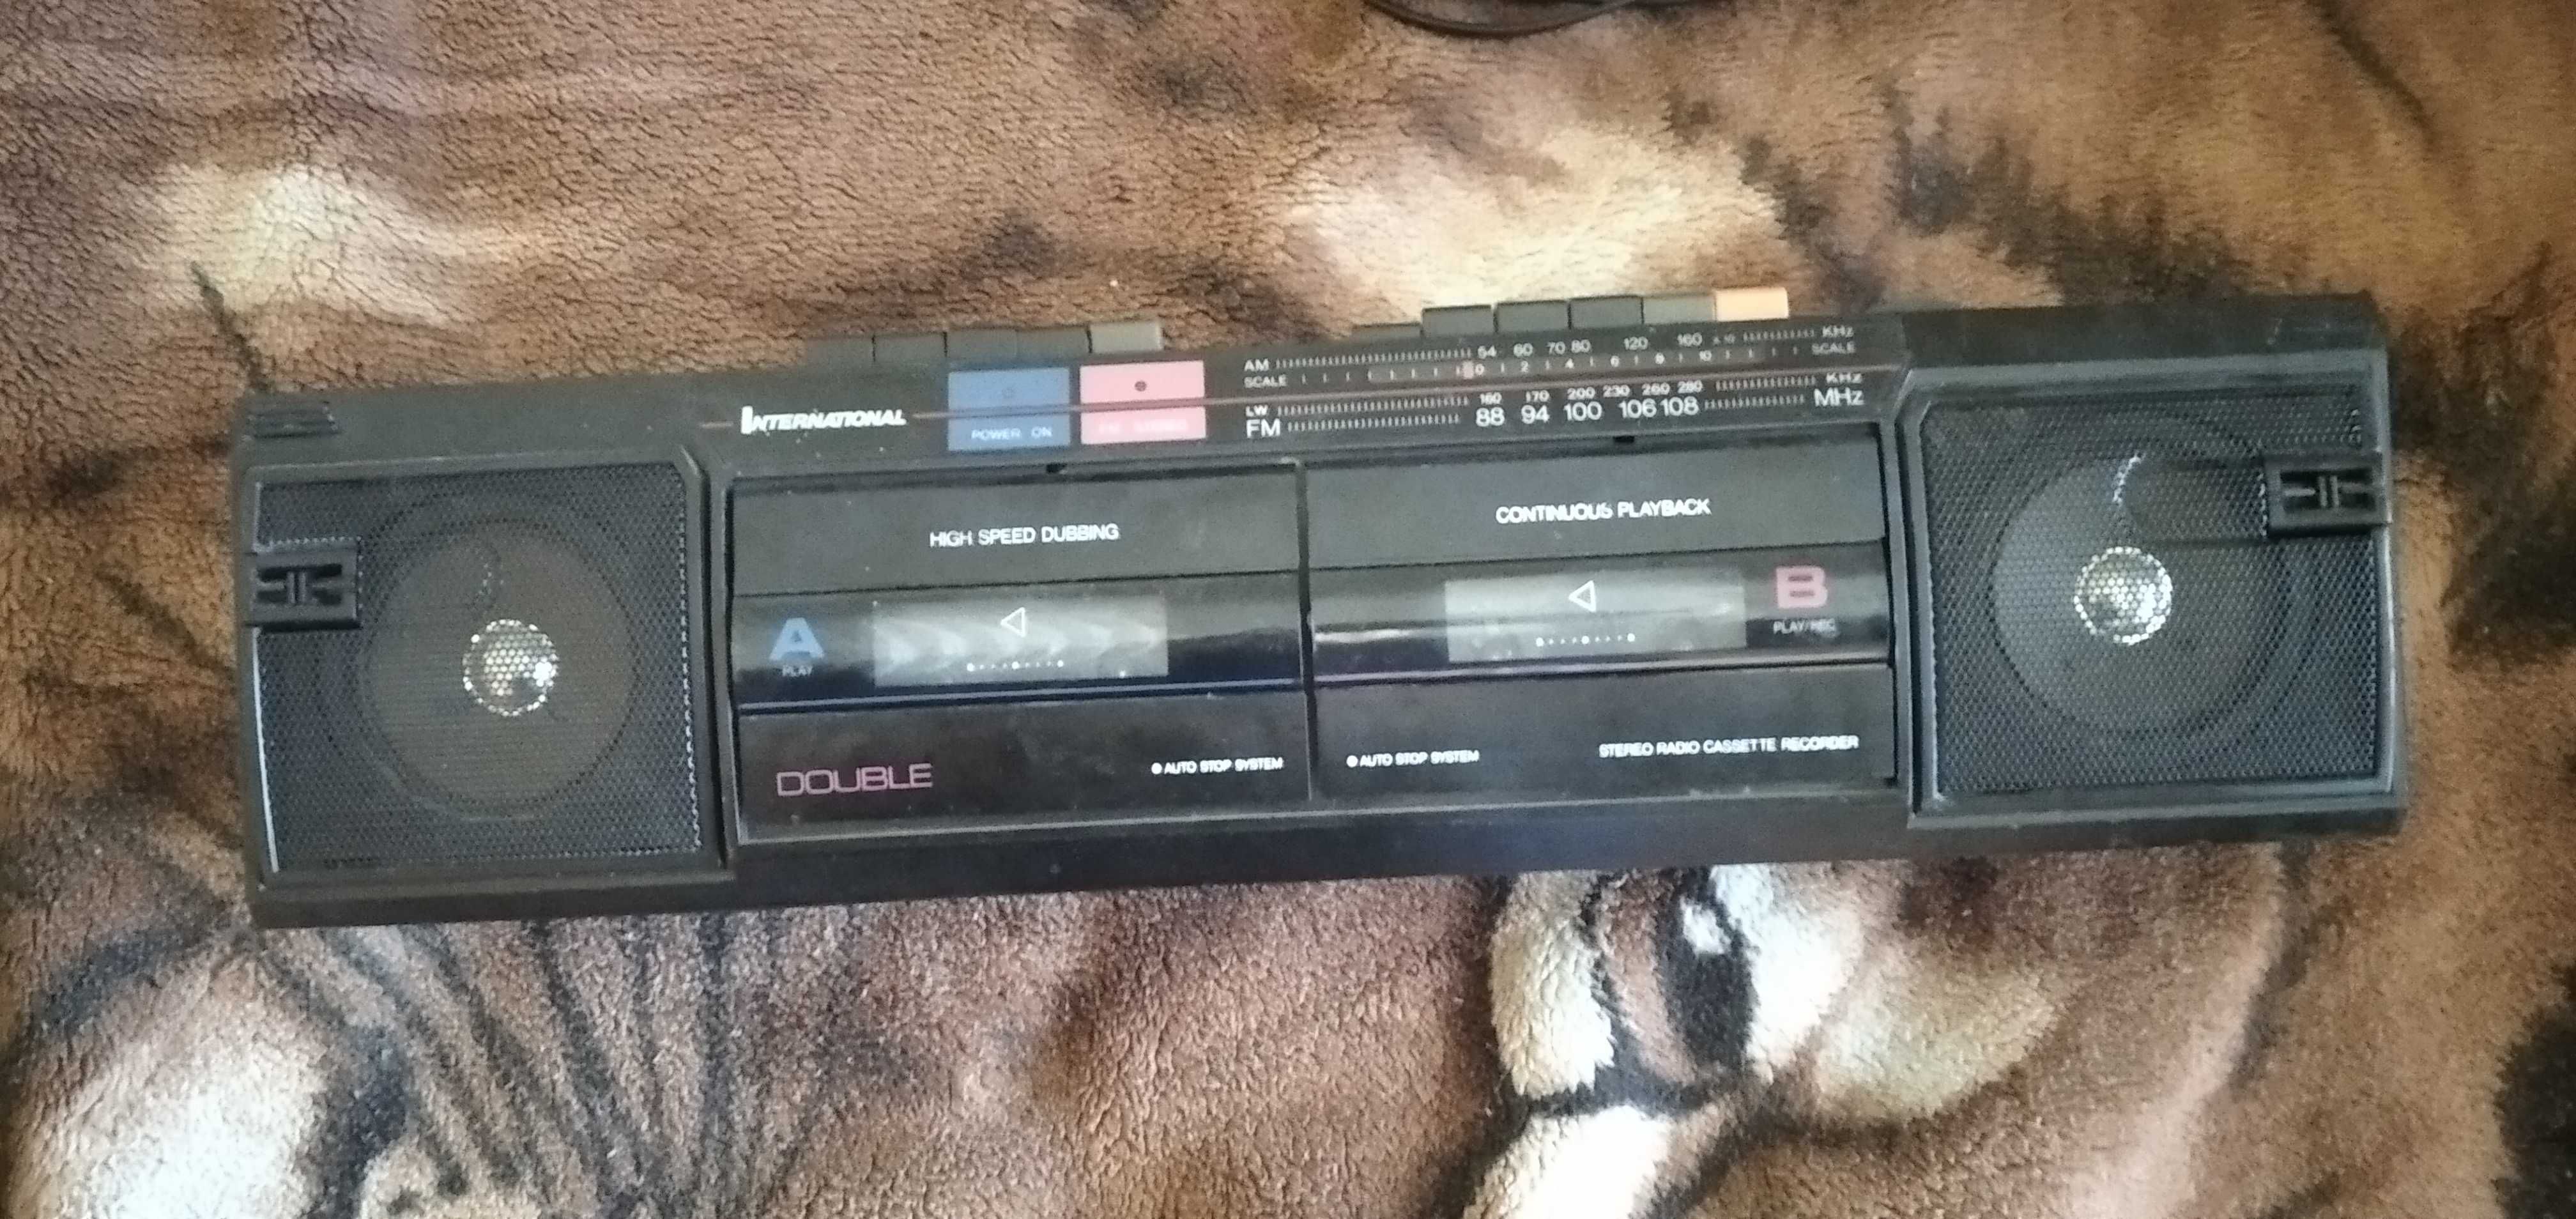 AM 54 60 70 80 120 160 KHz
SCALE 0 2 4 6 8 10 SCALE
INTERNATIONAL
LW 160 170 200 230 260 280 KHz
FM 88 94 100 106 108 MHz
POWER ON
HIGH SPEED DUBBING
CONTINUOUS PLAYBACK
A
PLAY
B
PLAY/REC
DOUBLE
AUTO STOP SYSTEM
AUTO STOP SYSTEM
STEREO RADIO CASSETTE RECORDER